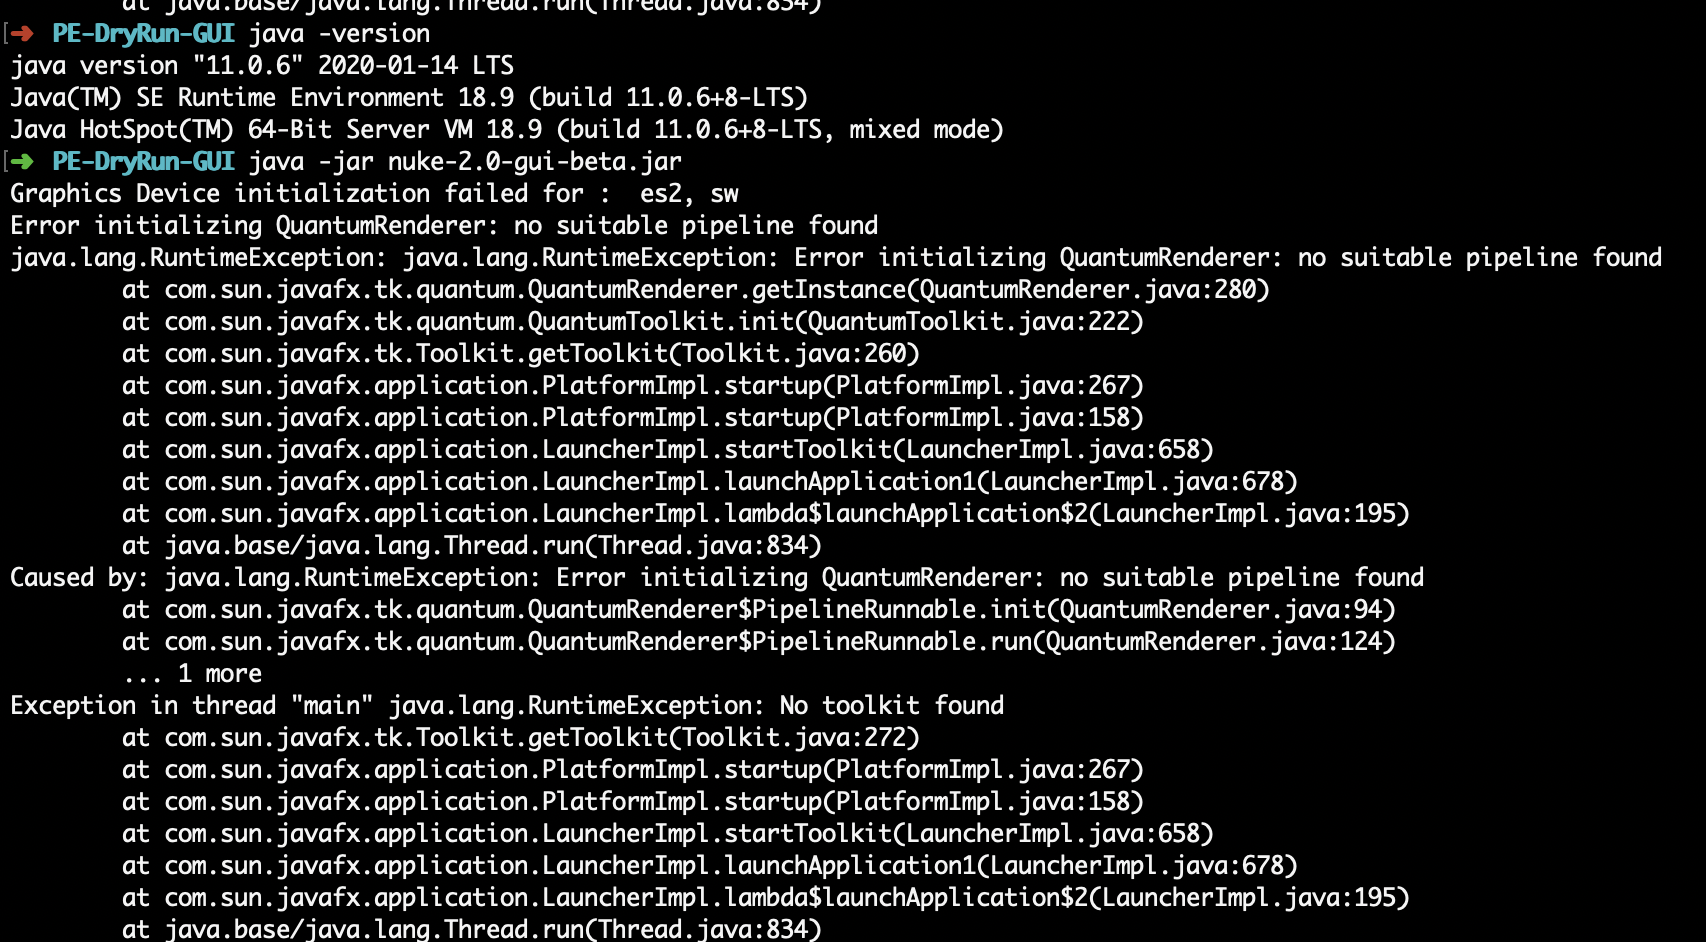 at java.base/java.lang.Thread.run(Thread.java:834)
[➜ PE-DryRun-GUI java -version
java version "11.0.6" 2020-01-14 LTS
Java(TM) SE Runtime Environment 18.9 (build 11.0.6+8-LTS)
Java HotSpot(TM) 64-Bit Server VM 18.9 (build 11.0.6+8-LTS, mixed mode)
[➜ PE-DryRun-GUI java -jar nuke-2.0-gui-beta.jar
Graphics Device initialization failed for :  es2, sw
Error initializing QuantumRenderer: no suitable pipeline found
java.lang.RuntimeException: java.lang.RuntimeException: Error initializing QuantumRenderer: no suitable pipeline found
at com.sun.javafx.tk.quantum.QuantumRenderer.getInstance(QuantumRenderer.java:280)
at com.sun.javafx.tk.quantum.QuantumToolkit.init(QuantumToolkit.java:222)
at com.sun.javafx.tk.Toolkit.getToolkit(Toolkit.java:260)
at com.sun.javafx.application.PlatformImpl.startup(PlatformImpl.java:267)
at com.sun.javafx.application.PlatformImpl.startup(PlatformImpl.java:158)
at com.sun.javafx.application.LauncherImpl.startToolkit(LauncherImpl.java:658)
at com.sun.javafx.application.LauncherImpl.launchApplication1(LauncherImpl.java:678)
at com.sun.javafx.application.LauncherImpl.lambda$launchApplication$2(LauncherImpl.java:195)
at java.base/java.lang.Thread.run(Thread.java:834)
Caused by: java.lang.RuntimeException: Error initializing QuantumRenderer: no suitable pipeline found
at com.sun.javafx.tk.quantum.QuantumRenderer$PipelineRunnable.init(QuantumRenderer.java:94)
at com.sun.javafx.tk.quantum.QuantumRenderer$PipelineRunnable.run(QuantumRenderer.java:124)
... 1 more
Exception in thread "main" java.lang.RuntimeException: No toolkit found
at com.sun.javafx.tk.Toolkit.getToolkit(Toolkit.java:272)
at com.sun.javafx.application.PlatformImpl.startup(PlatformImpl.java:267)
at com.sun.javafx.application.PlatformImpl.startup(PlatformImpl.java:158)
at com.sun.javafx.application.LauncherImpl.startToolkit(LauncherImpl.java:658)
at com.sun.javafx.application.LauncherImpl.launchApplication1(LauncherImpl.java:678)
at com.sun.javafx.application.LauncherImpl.lambda$launchApplication$2(LauncherImpl.java:195)
at java.base/java.lang.Thread.run(Thread.java:834)